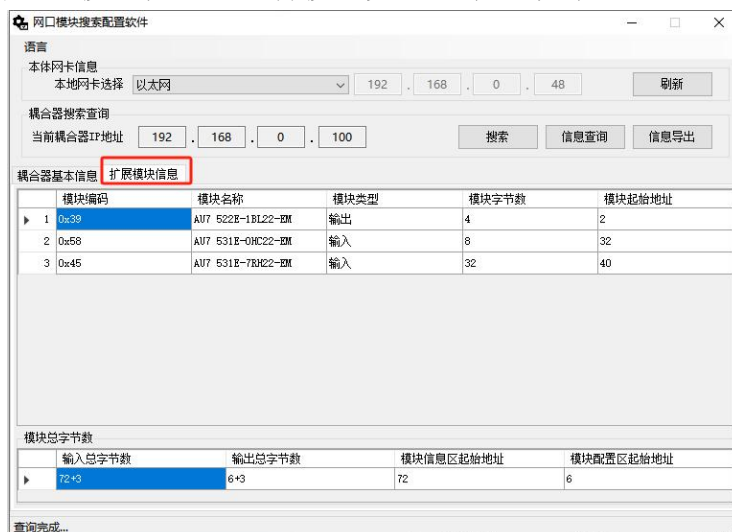 网口模块搜索配置软件
语言
本体网卡信息
本地网卡选择 以太网 192 . 168 . 0 . 48 刷新
耦合器搜索查询
当前耦合器IP地址 192 . 168 . 0 . 100 搜索 信息查询 信息导出
耦合器基本信息 扩展模块信息
模块编码 模块名称 模块类型 模块字节数 模块起始地址
1 0x39 AU7 522E-1BL22-EM 输出 4 2
2 0x58 AU7 531E-0HC22-EM 输入 8 32
3 0x45 AU7 531E-7RH22-EM 输入 32 40
模块总字节数
输入总字节数 输出总字节数 模块信息区起始地址 模块配置区起始地址
72+3 6+3 72 6
查询完成...